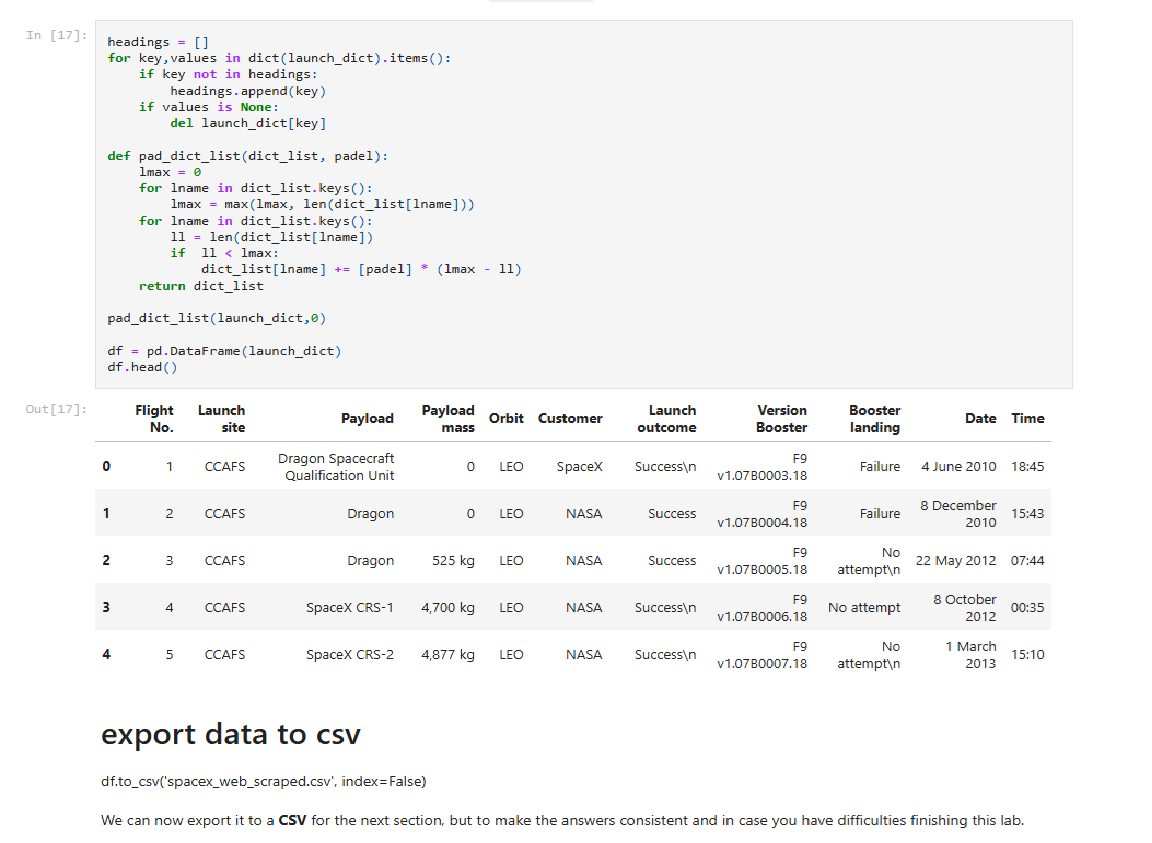 In [17]:
headings = []
for key,values in dict(launch_dict).items():
    if key not in headings:
        headings.append(key)
    if values is None:
        del launch_dict[key]
def pad_dict_list(dict_list, padel):
    lmax = 0
    for lname in dict_list.keys():
        lmax = max(lmax, len(dict_list[lname]))
    for lname in dict_list.keys():
        ll = len(dict_list[lname])
        if  ll < lmax:
            dict_list[lname] += [padel] * (lmax - ll)
    return dict_list
pad_dict_list(launch_dict,0)
df = pd.DataFrame(launch_dict)
df.head()
Out[17]:
Flight No. Launch site Payload Payload mass Orbit Customer Launch outcome Version Booster Booster landing Date Time
0 1 CCAFS Dragon Spacecraft Qualification Unit 0 LEO SpaceX Success\n F9 v1.07B0003.18 Failure 4 June 2010 18:45
1 2 CCAFS Dragon 0 LEO NASA Success F9 v1.07B0004.18 Failure 8 December 2010 15:43
2 3 CCAFS Dragon 525 kg LEO NASA Success F9 v1.07B0005.18 No attempt\n 22 May 2012 07:44
3 4 CCAFS SpaceX CRS-1 4,700 kg LEO NASA Success\n F9 v1.07B0006.18 No attempt 8 October 2012 00:35
4 5 CCAFS SpaceX CRS-2 4,877 kg LEO NASA Success\n F9 v1.07B0007.18 No attempt\n 1 March 2013 15:10
export data to csv
df.to_csv('spacex_web_scraped.csv', index=False)
We can now export it to a CSV for the next section, but to make the answers consistent and in case you have difficulties finishing this lab.